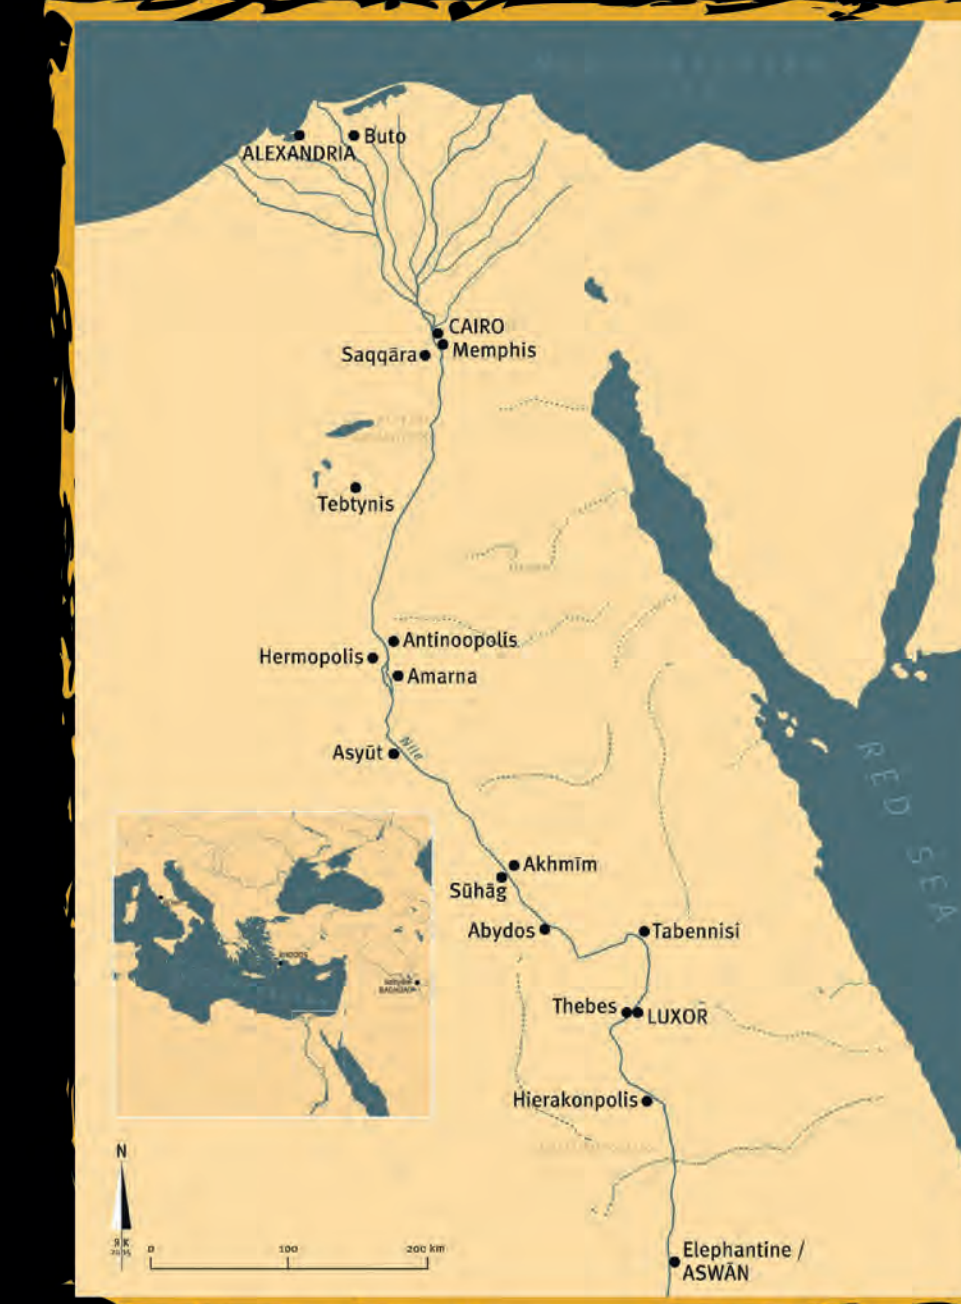 ALEXANDRIA
Buto
CAIRO
Saqqāra
Memphis
Tebtynis
Antinoopolis
Hermopolis
Amarna
Asyūt
Nile
RED SEA
Akhmīm
Sūhāg
Abydos
Tabennisi
Thebes
LUXOR
Hierakonpolis
N
0 100 200 km
Elephantine /
ASWĀN